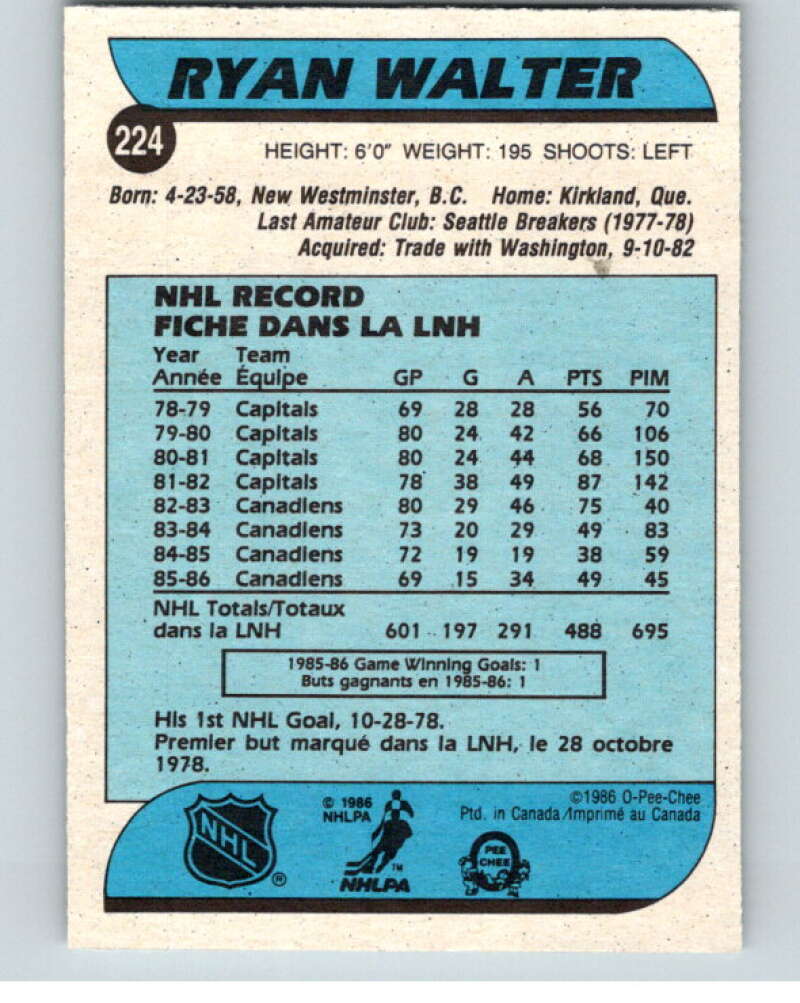 RYAN WALTER
224
HEIGHT: 6'0" WEIGHT: 195 SHOOTS: LEFT
Born: 4-23-58, New Westminster, B.C. Home: Kirkland, Que.
Last Amateur Club: Seattle Breakers (1977-78)
Acquired: Trade with Washington, 9-10-82
NHL RECORD
FICHE DANS LA LNH
Year Team
Année Équipe GP G A PTS PIM
78-79 Capitals 69 28 28 56 70
79-80 Capitals 80 24 42 66 106
80-81 Capitals 80 24 44 68 150
81-82 Capitals 78 38 49 87 142
82-83 Canadiens 80 29 46 75 40
83-84 Canadiens 73 20 29 49 83
84-85 Canadiens 72 19 19 38 59
85-86 Canadiens 69 15 34 49 45
NHL Totals/Totaux
dans la LNH 601 197 291 488 695
1985-86 Game Winning Goals: 1
Buts gagnants en 1985-86: 1
His 1st NHL Goal, 10-28-78.
Premier but marqué dans la LNH, le 28 octobre
1978.
NHL
®
© 1986
NHLPA
TM
NHLPA
©1986 O-Pee-Chee
Ptd. in Canada/Imprimé au Canada
PEE
CHEE